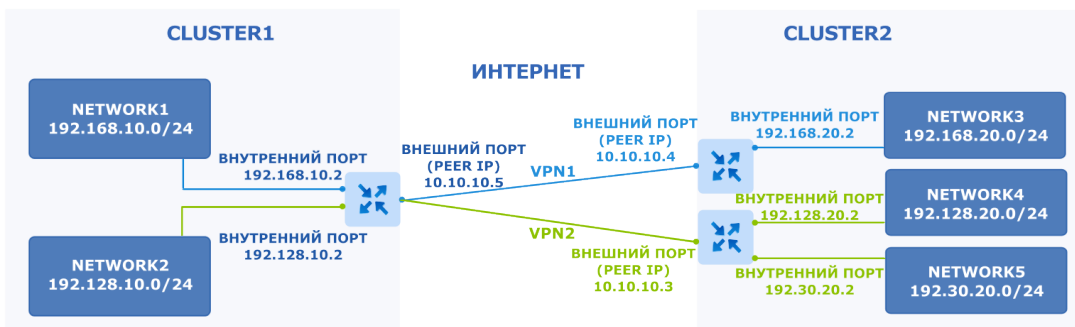 CLUSTER1
NETWORK1
192.168.10.0/24
ВНУТРЕННИЙ ПОРТ
192.168.10.2
ВНУТРЕННИЙ ПОРТ
192.128.10.2
NETWORK2
192.128.10.0/24
ИНТЕРНЕТ
ВНЕШНИЙ ПОРТ
(PEER IP)
10.10.10.5
VPN1
ВНЕШНИЙ ПОРТ
(PEER IP)
10.10.10.4
VPN2
ВНЕШНИЙ ПОРТ
(PEER IP)
10.10.10.3
CLUSTER2
ВНУТРЕННИЙ ПОРТ
192.168.20.2
NETWORK3
192.168.20.0/24
ВНУТРЕННИЙ ПОРТ
192.128.20.2
NETWORK4
192.128.20.0/24
ВНУТРЕННИЙ ПОРТ
192.30.20.2
NETWORK5
192.30.20.0/24